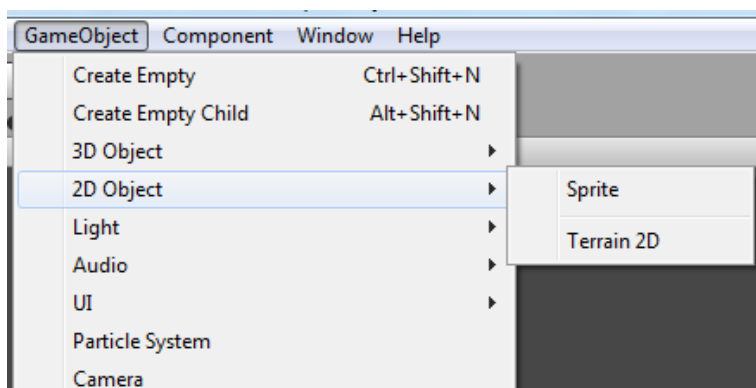 GameObject Component Window Help
Create Empty Ctrl+Shift+N
Create Empty Child Alt+Shift+N
3D Object
2D Object
Sprite
Light
Terrain 2D
Audio
UI
Particle System
Camera